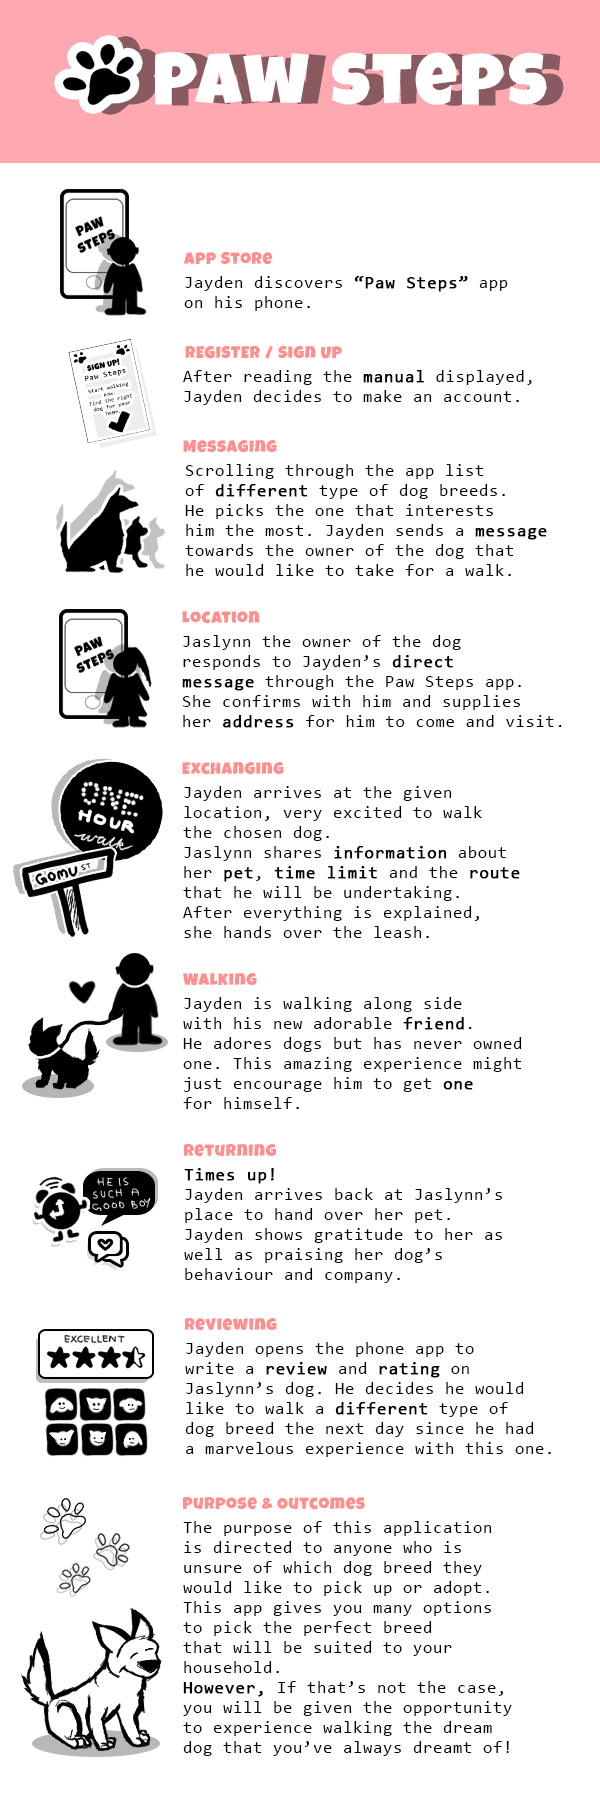 Paw Steps
PAW
STEPS
APP STORE
Jayden discovers “Paw Steps” app
on his phone.
SIGN UP!
Paw Steps
Start walking
now
Find the right
dog for your
home.
REGISTER / SIGN UP
After reading the manual displayed,
Jayden decides to make an account.
MESSAGING
Scrolling through the app list
of different type of dog breeds.
He picks the one that interests
him the most. Jayden sends a message
towards the owner of the dog that
he would like to take for a walk.
PAW
STEPS
LOCATION
Jaslynn the owner of the dog
responds to Jayden’s direct
message through the Paw Steps app.
She confirms with him and supplies
her address for him to come and visit.
ONE
HOUR
walk
GOMU ST
EXCHANGING
Jayden arrives at the given
location, very excited to walk
the chosen dog.
Jaslynn shares information about
her pet, time limit and the route
that he will be undertaking.
After everything is explained,
she hands over the leash.
WALKING
Jayden is walking along side
with his new adorable friend.
He adores dogs but has never owned
one. This amazing experience might
just encourage him to get one
for himself.
HE IS
SUCH A
GOOD BOY
RETURNING
Times up!
Jayden arrives back at Jaslynn’s
place to hand over her pet.
Jayden shows gratitude to her as
well as praising her dog’s
behaviour and company.
EXCELLENT
REVIEWING
Jayden opens the phone app to
write a review and rating on
Jaslynn’s dog. He decides he would
like to walk a different type of
dog breed the next day since he had
a marvelous experience with this one.
PURPOSE & OUTCOMES
The purpose of this application
is directed to anyone who is
unsure of which dog breed they
would like to pick up or adopt.
This app gives you many options
to pick the perfect breed
that will be suited to your
household.
However, If that’s not the case,
you will be given the opportunity
to experience walking the dream
dog that you’ve always dreamt of!